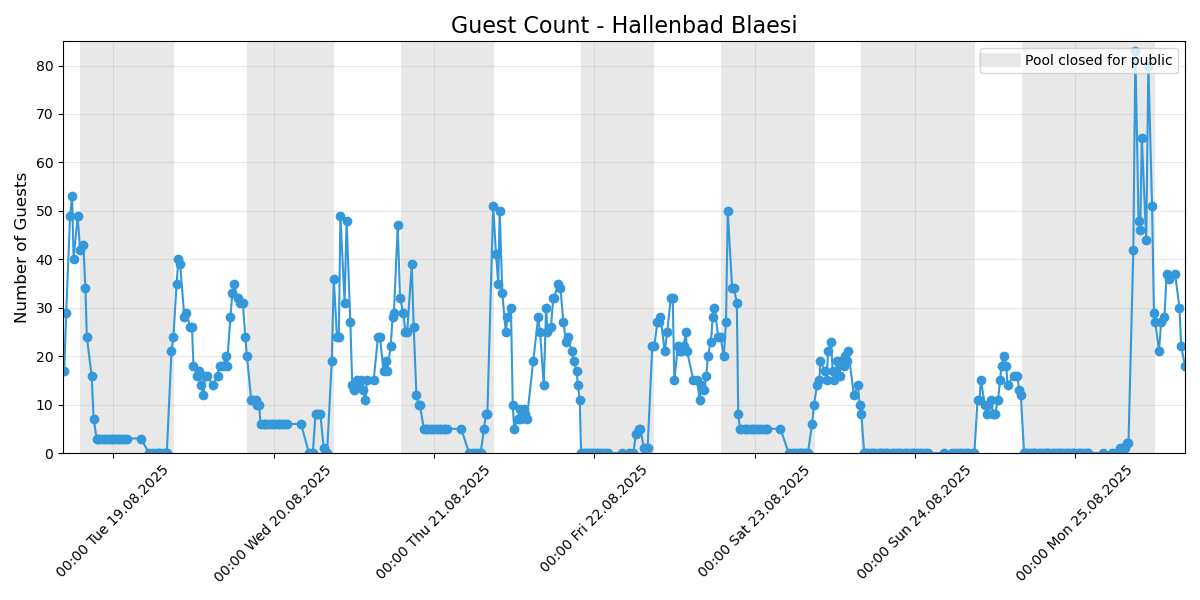 Guest Count - Hallenbad Blaesi
Pool closed for public
Number of Guests
80
70
60
50
40
30
20
10
0
00:00 Tue 19.08.2025
00:00 Wed 20.08.2025
00:00 Thu 21.08.2025
00:00 Fri 22.08.2025
00:00 Sat 23.08.2025
00:00 Sun 24.08.2025
00:00 Mon 25.08.2025